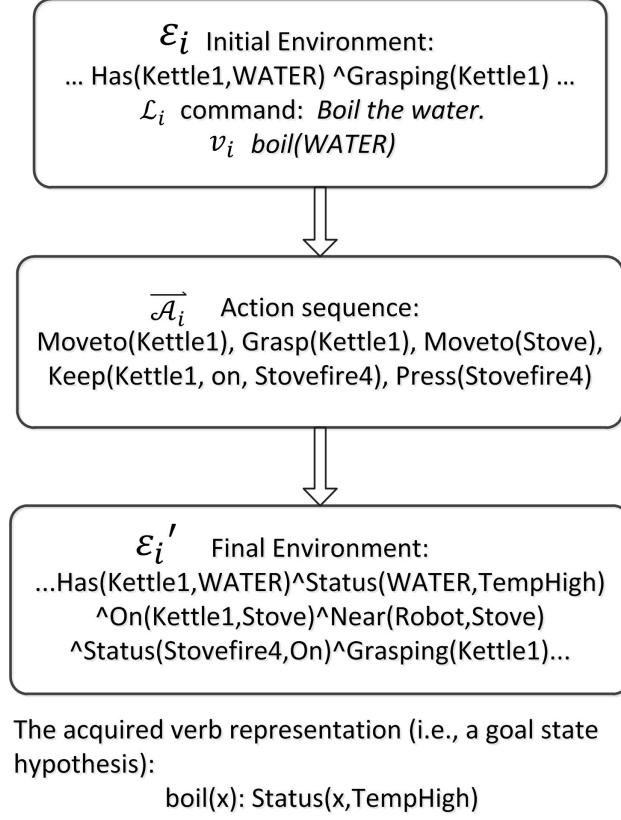 ℰᵢ Initial Environment:
... Has(Kettle1,WATER) ^Grasping(Kettle1) ...
ℒᵢ command: Boil the water.
𝑣ᵢ boil(WATER)
𝒜ᵢ Action sequence:
Moveto(Kettle1), Grasp(Kettle1), Moveto(Stove),
Keep(Kettle1, on, Stovefire4), Press(Stovefire4)
ℰᵢ′ Final Environment:
...Has(Kettle1,WATER)^Status(WATER,TempHigh)
^On(Kettle1,Stove)^Near(Robot,Stove)
^Status(Stovefire4,On)^Grasping(Kettle1)...
The acquired verb representation (i.e., a goal state
hypothesis):
boil(x): Status(x,TempHigh)